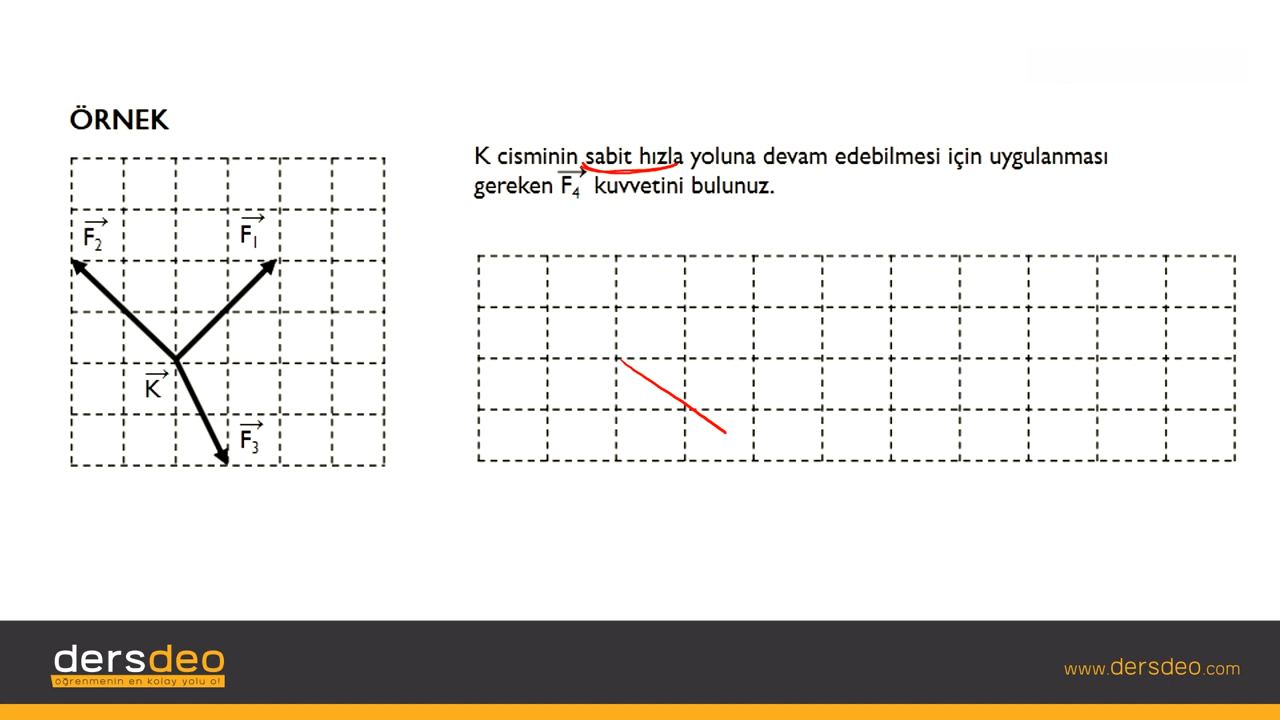 ÖRNEK
K cisminin sabit hızla yoluna devam edebilmesi için uygulanması
gereken F₄ kuvvetini bulunuz.
F₂
F₁
K
F₃
dersdeo
öğrenmenin en kolay yolu o!
www.dersdeo.com